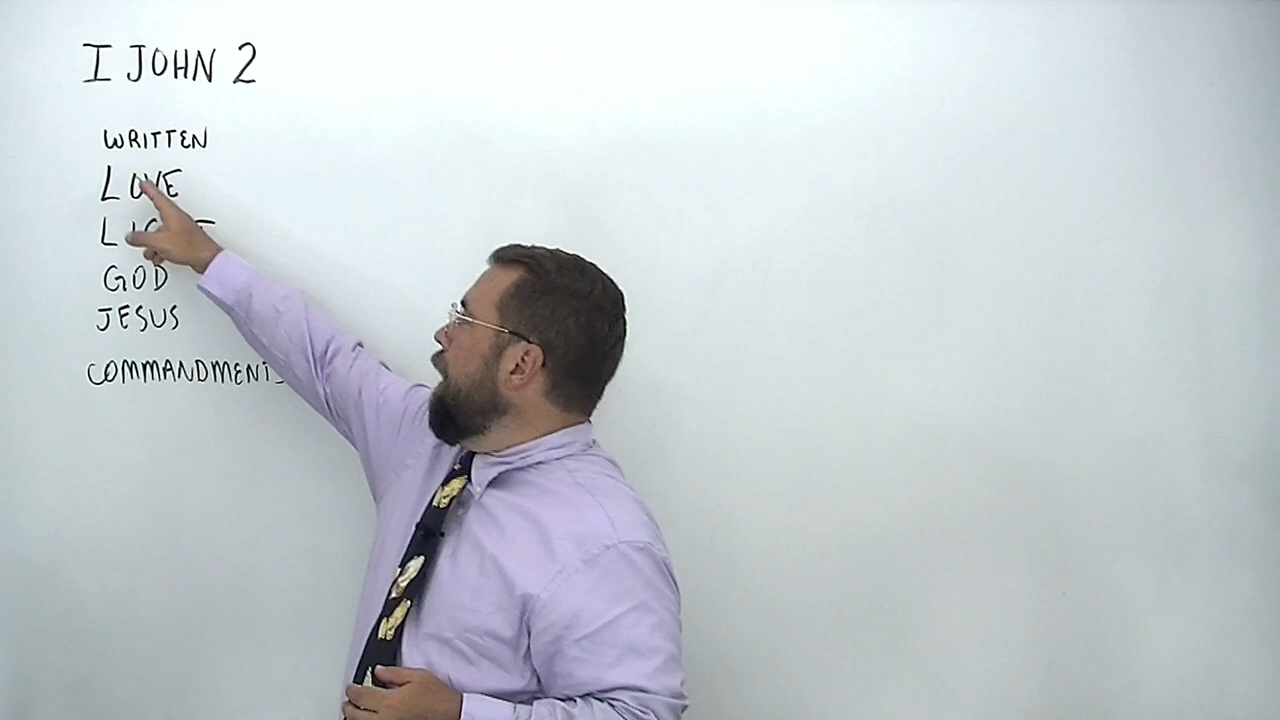 I JOHN 2
WRITTEN
LOVE
GOD
JESUS
COMMANDMENTS